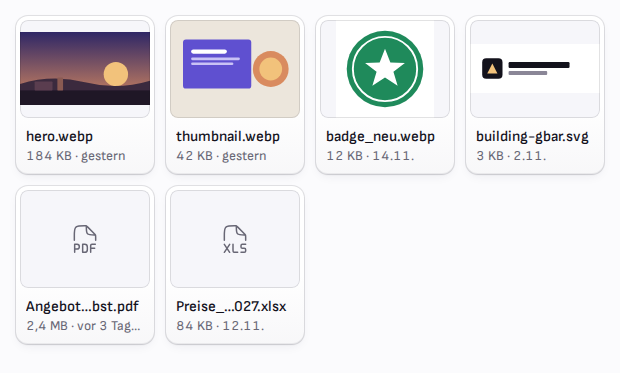 hero.webp
184 KB · gestern
thumbnail.webp
42 KB · gestern
badge_neu.webp
12 KB · 14.11.
building-gbar.svg
3 KB · 2.11.
PDF
Angebot...bst.pdf
2,4 MB · vor 3 Tag...
XLS
Preise_...027.xlsx
84 KB · 12.11.